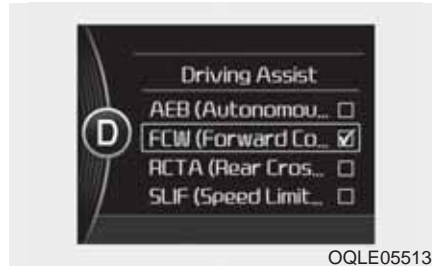 Driving Assist
AEB (Autonomou...
D
FCW (Forward Co...
RCTA (Rear Cros...
SLIF (Speed Limit...
OQLE05513